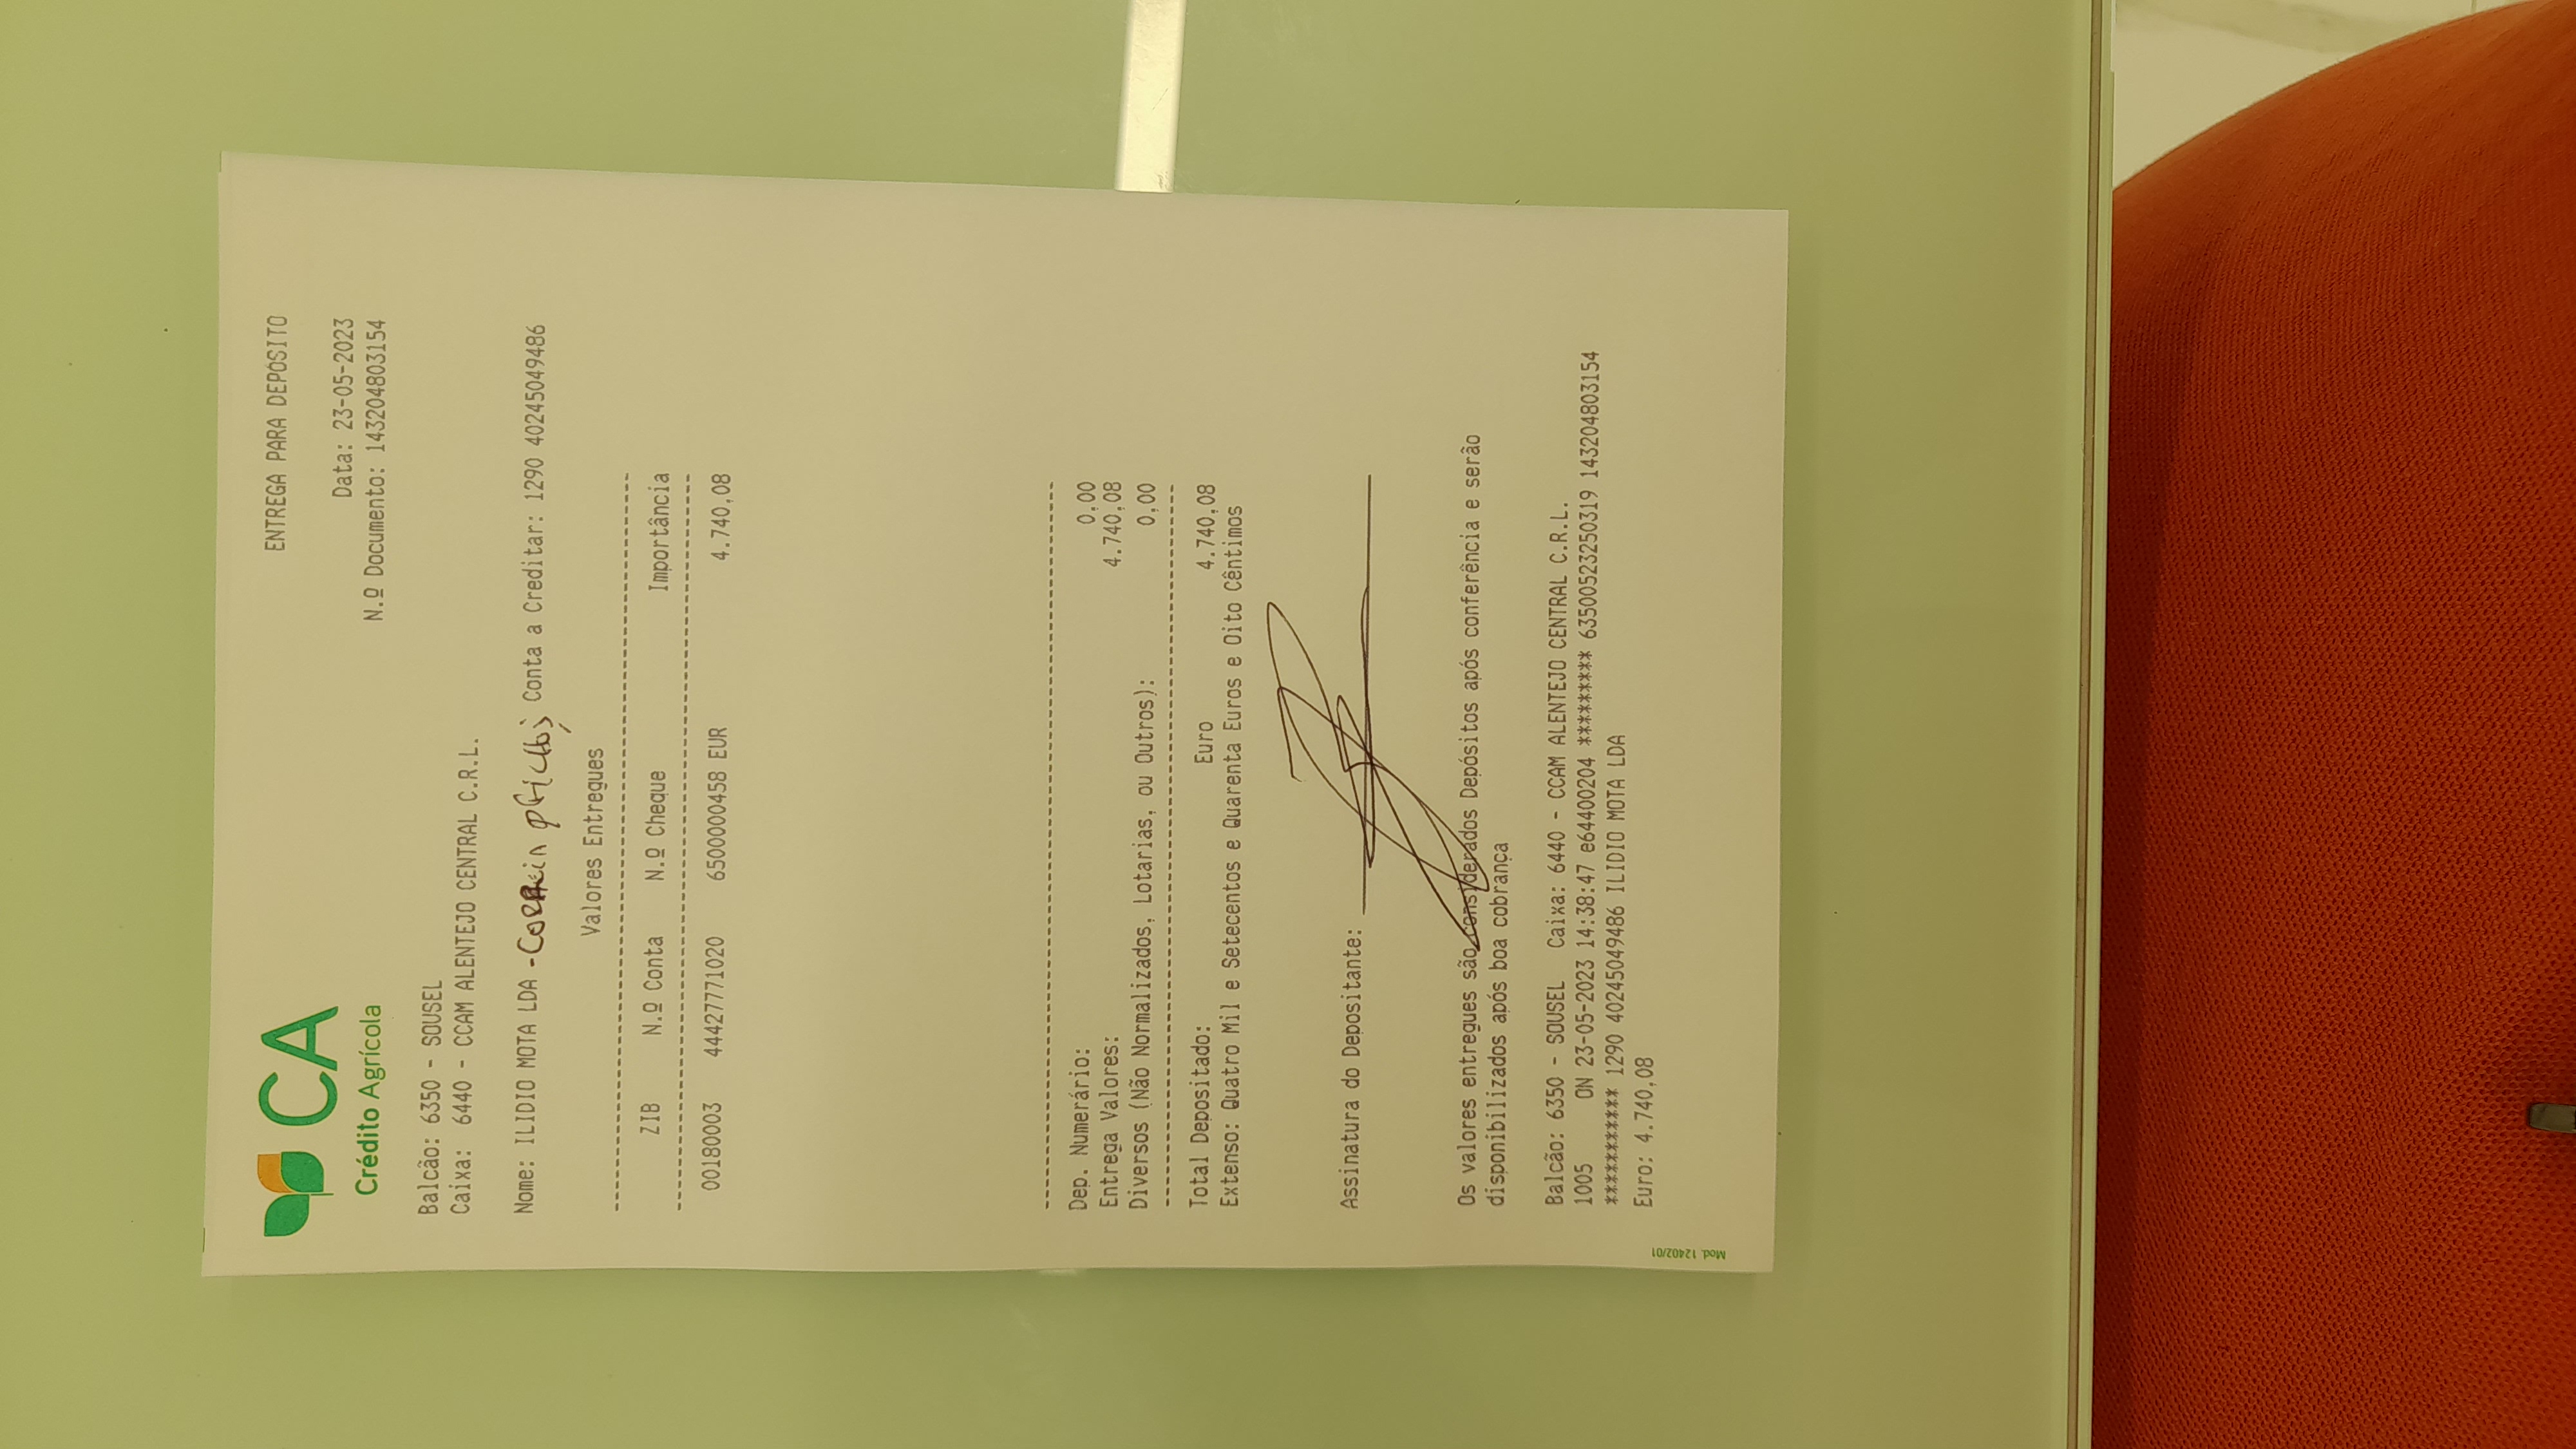 CA
Crédito Agrícola
ENTREGA PARA DEPÓSITO
Data: 23-05-2023
N.º Documento: 143204803154
Balcão: 6350 - SOUSEL
Caixa: 6440 - CCAM ALENTEJO CENTRAL C.R.L.
Nome: ILIDIO MOTA LDA - Correia Conta a Creditar: 1290 40245049486
Valores Entregues
ZIB N.º Conta N.º Cheque Importância
00180003 44427771020 6500000458 EUR 4.740,08
Dep. Numerário: 0,00
Entrega Valores: 4.740,08
Diversos (Não Normalizados, Lotarias, ou Outros): 0,00
Total Depositado: Euro 4.740,08
Extenso: Quatro Mil e Setecentos e Quarenta Euros e Oito Cêntimos
Assinatura do Depositante:
Os valores entregues são considerados Depósitos após conferência e serão
disponibilizados após boa cobrança
Balcão: 6350 - SOUSEL Caixa: 6440 - CCAM ALENTEJO CENTRAL C.R.L.
1005 ON 23-05-2023 14:38:47 e64400204 ******** 6350052325O319 143204803154
********** 1290 40245049486 ILIDIO MOTA LDA
Euro: 4.740,08
Mod. 12402/01